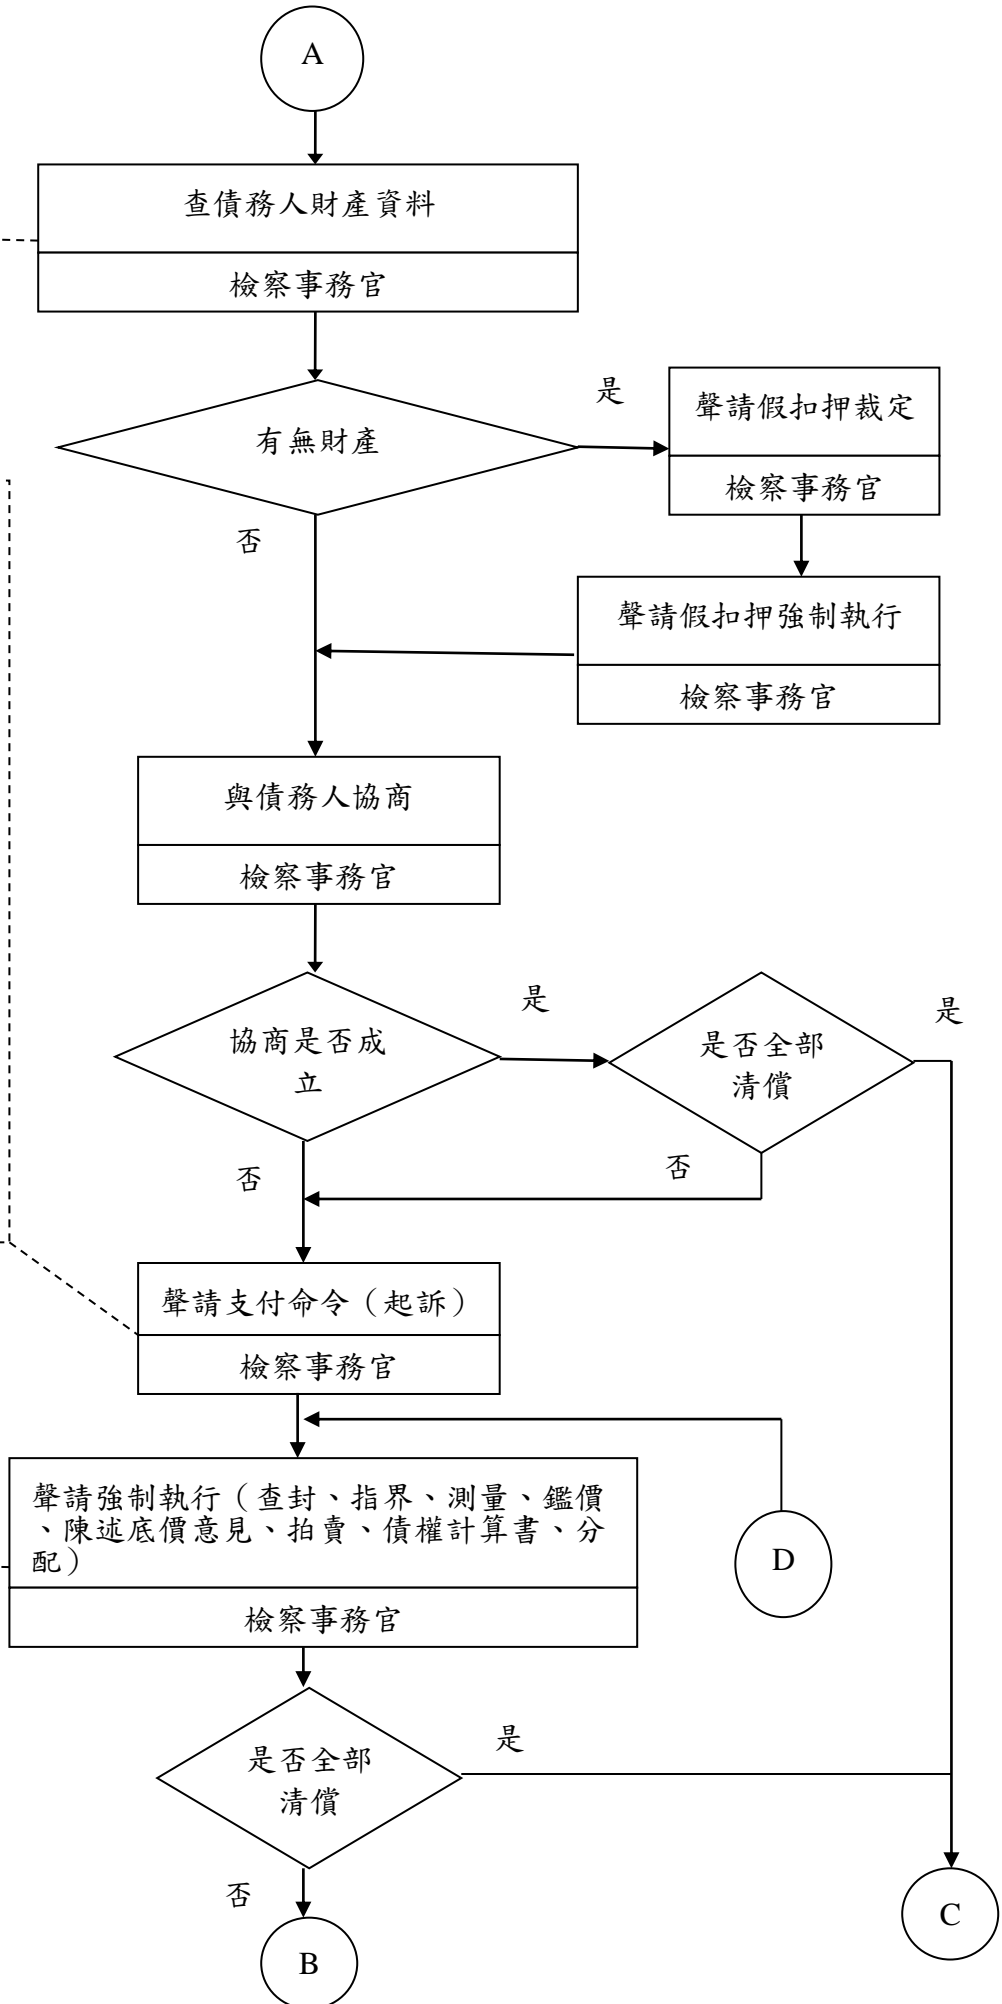 A
查債務人財產資料
檢察事務官
是
聲請假扣押裁定
有無財產
檢察事務官
否
聲請假扣押強制執行
檢察事務官
與債務人協商
檢察事務官
是
是
協商是否成
立
是否全部
清償
否
否
聲請支付命令（起訴）
檢察事務官
聲請強制執行（查封、指界、測量、鑑價
、陳述底價意見、拍賣、債權計算書、分
配）
D
檢察事務官
是
是否全部
清償
否
C
B